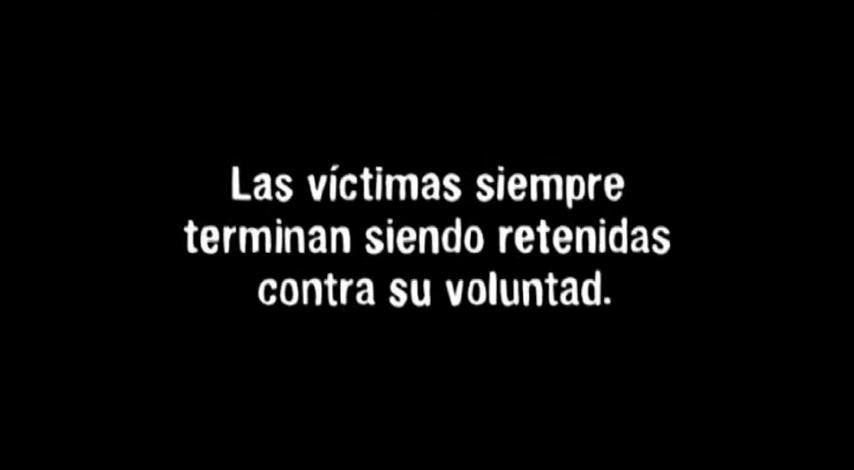 Las víctimas siempre
terminan siendo retenidas
contra su voluntad.